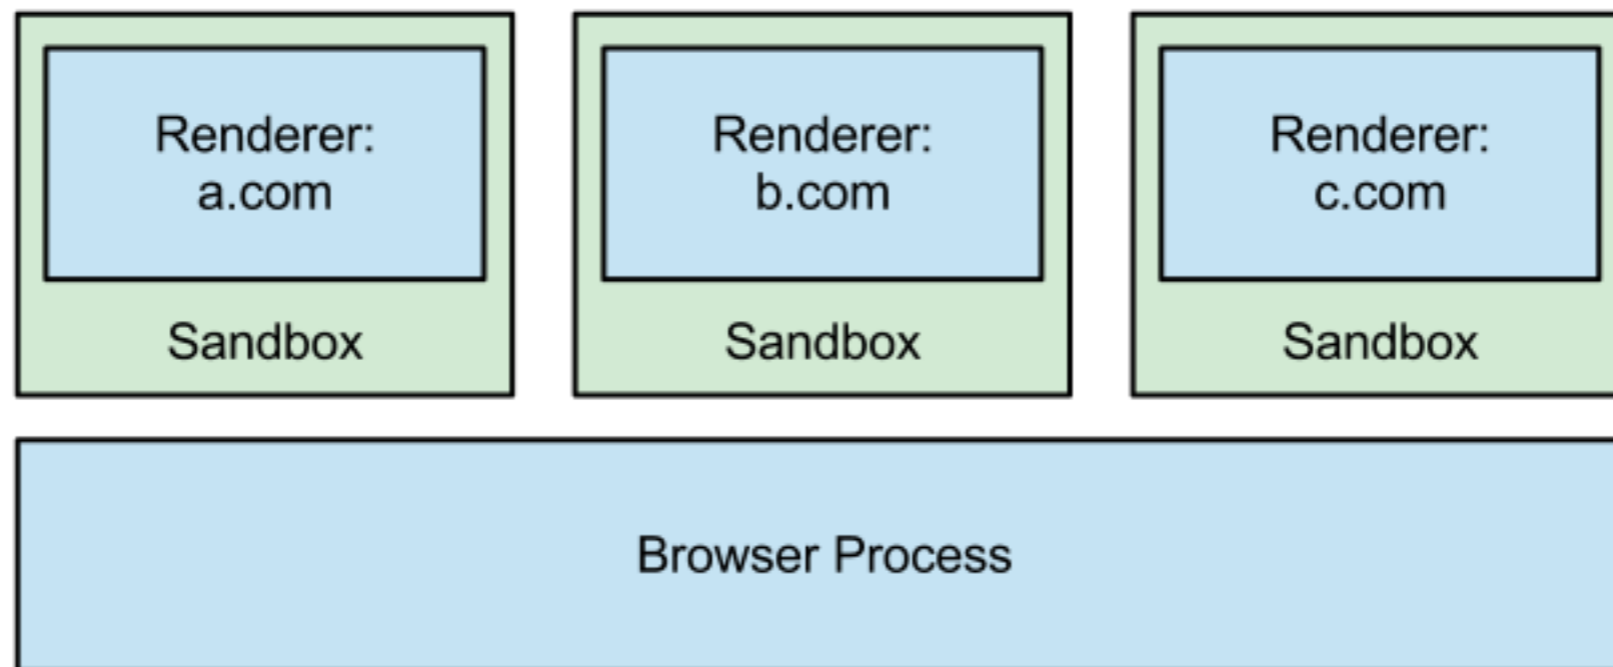 Renderer:
a.com
Sandbox
Renderer:
b.com
Sandbox
Renderer:
c.com
Sandbox
Browser Process